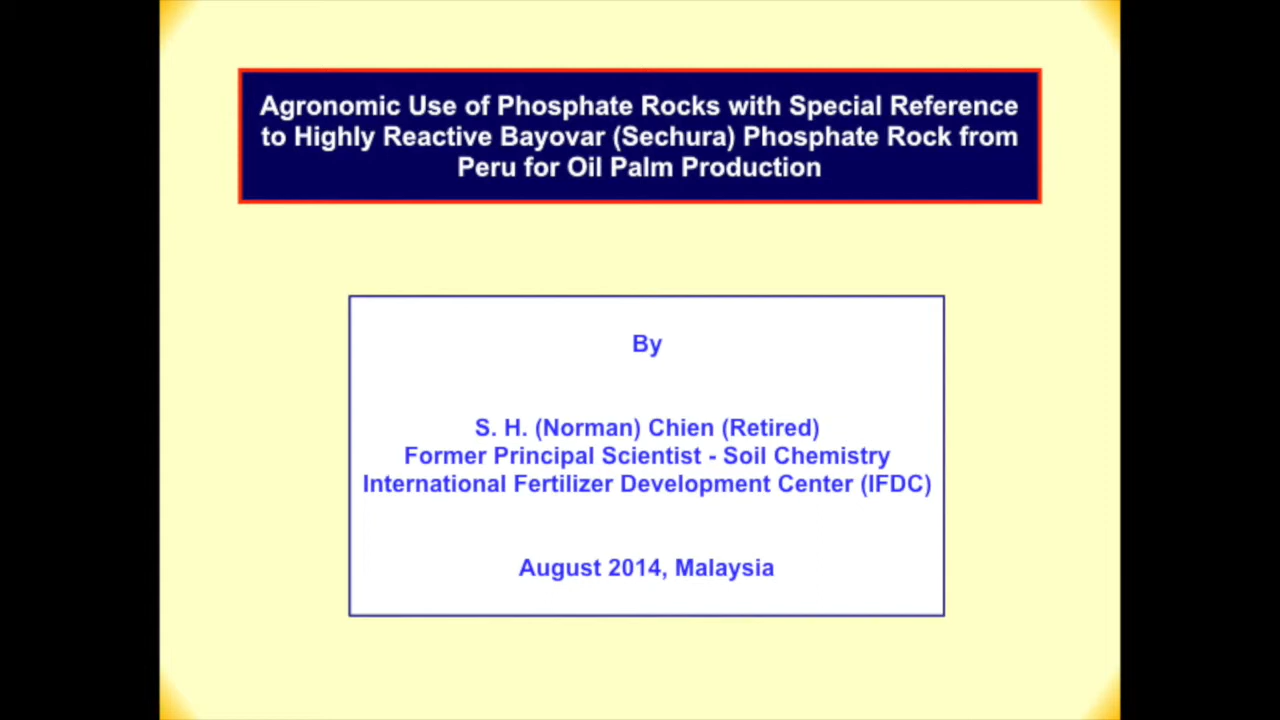 Agronomic Use of Phosphate Rocks with Special Reference
to Highly Reactive Bayovar (Sechura) Phosphate Rock from
Peru for Oil Palm Production
By
S. H. (Norman) Chien (Retired)
Former Principal Scientist - Soil Chemistry
International Fertilizer Development Center (IFDC)
August 2014, Malaysia